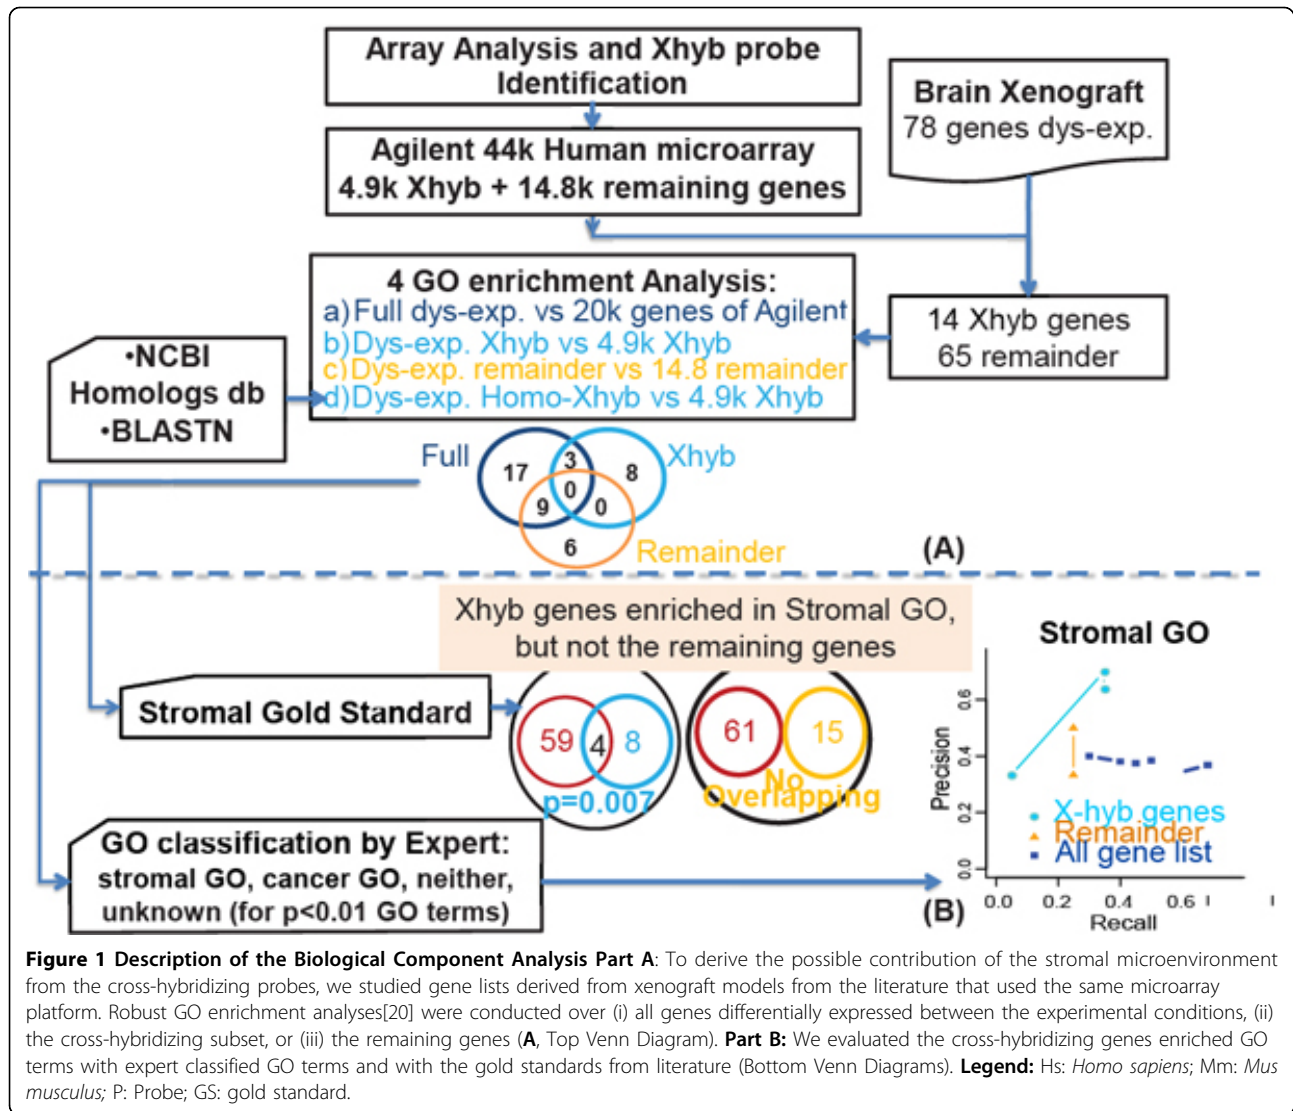 Array Analysis and Xhyb probe
Identification
Brain Xenograft
78 genes dys-exp.
Agilent 44k Human microarray
4.9k Xhyb + 14.8k remaining genes
4 GO enrichment Analysis:
a)Full dys-exp. vs 20k genes of Agilent
b)Dys-exp. Xhyb vs 4.9k Xhyb
c)Dys-exp. remainder vs 14.8 remainder
d)Dys-exp. Homo-Xhyb vs 4.9k Xhyb
14 Xhyb genes
65 remainder
•NCBI
Homologs db
•BLASTN
Full
17
3
8
Xhyb
0
9
0
6
Remainder
(A)
Xhyb genes enriched in Stromal GO,
but not the remaining genes
Stromal Gold Standard
59
4
8
p=0.007
61
15
No
Overlapping
GO classification by Expert:
stromal GO, cancer GO, neither,
unknown (for p<0.01 GO terms)
(B)
Stromal GO
Precision
0.6
0.4
0.2
0.0
X-hyb genes
Remainder
All gene list
0.0 0.2 0.4 0.6
Recall
Figure 1 Description of the Biological Component Analysis Part A: To derive the possible contribution of the stromal microenvironment
from the cross-hybridizing probes, we studied gene lists derived from xenograft models from the literature that used the same microarray
platform. Robust GO enrichment analyses[20] were conducted over (i) all genes differentially expressed between the experimental conditions, (ii)
the cross-hybridizing subset, or (iii) the remaining genes (A, Top Venn Diagram). Part B: We evaluated the cross-hybridizing genes enriched GO
terms with expert classified GO terms and with the gold standards from literature (Bottom Venn Diagrams). Legend: Hs: Homo sapiens; Mm: Mus
musculus; P: Probe; GS: gold standard.